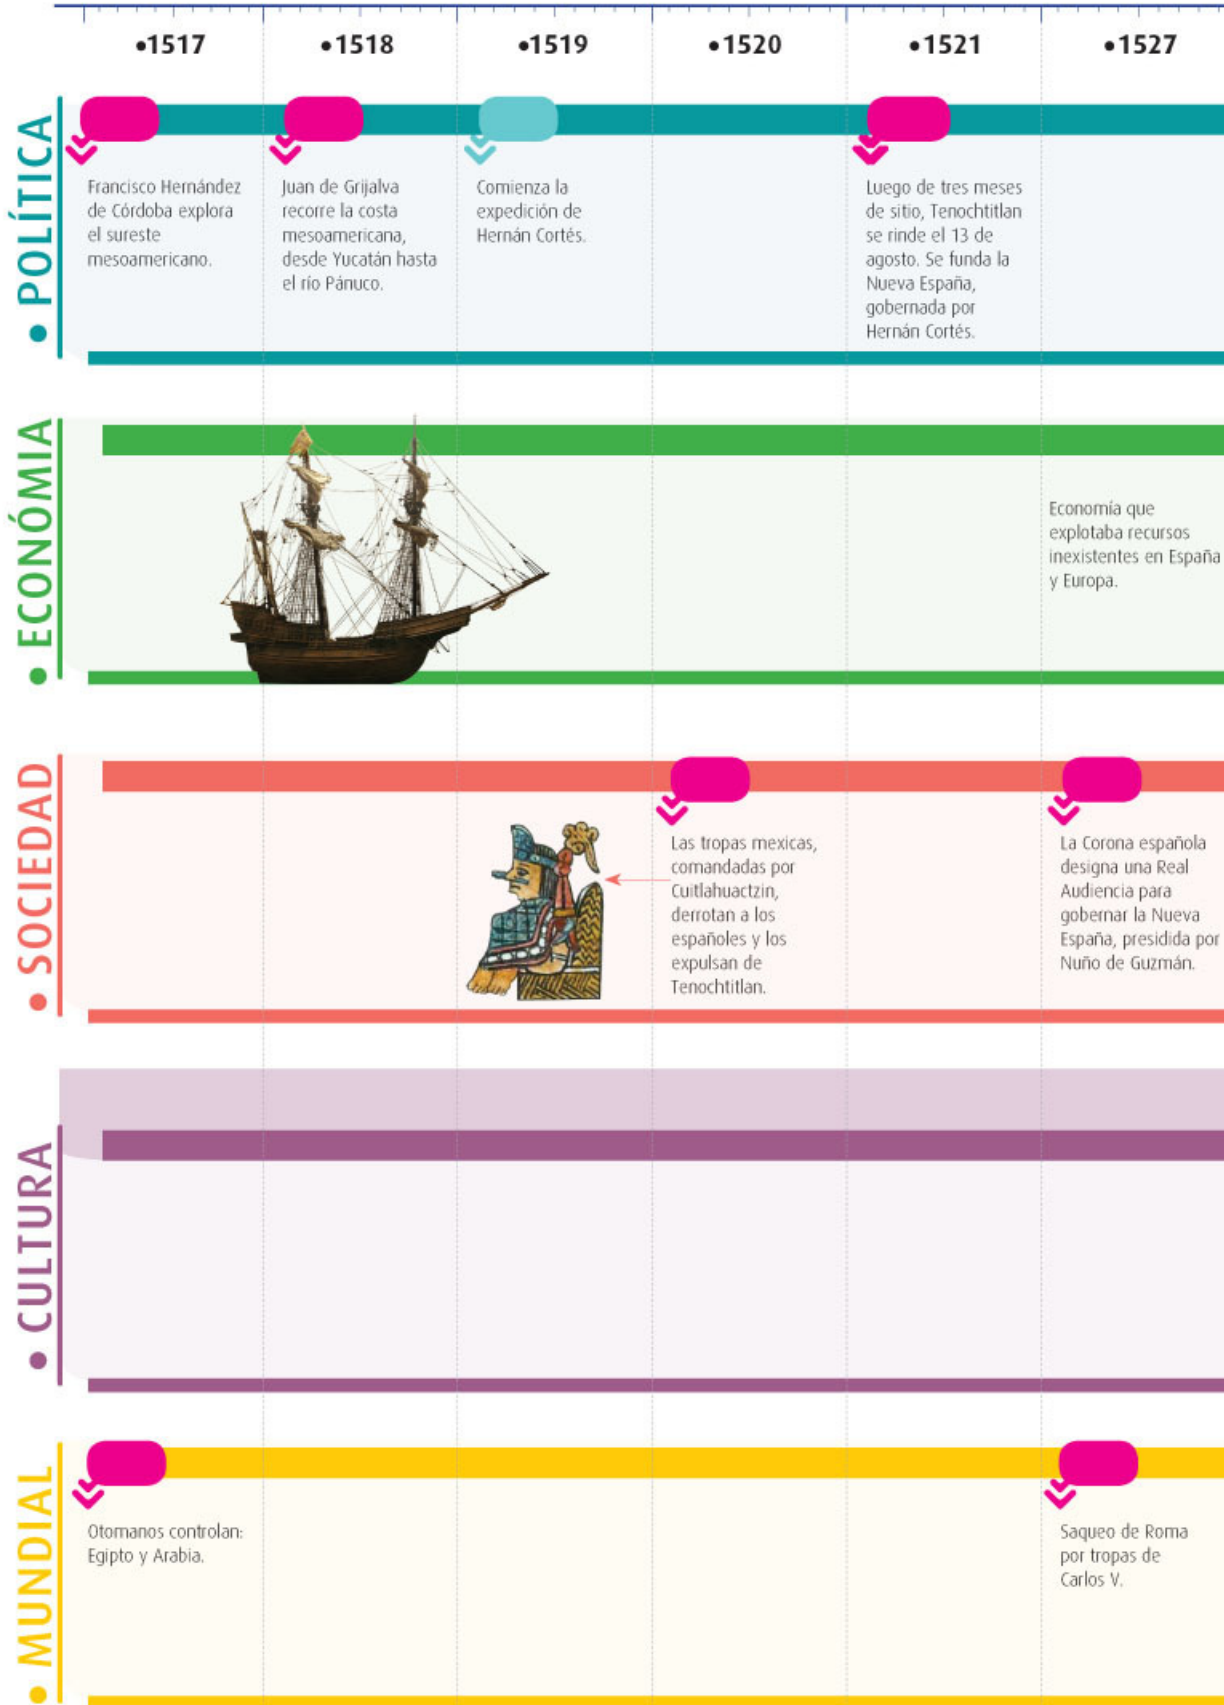 •1517
•1518
•1519
•1520
•1521
•1527
• POLÍTICA
Francisco Hernández
de Córdoba explora
el sureste
mesoamericano.
Juan de Grijalva
recorre la costa
mesoamericana,
desde Yucatán hasta
el río Pánuco.
Comienza la
expedición de
Hernán Cortés.
Luego de tres meses
de sitio, Tenochtitlan
se rinde el 13 de
agosto. Se funda la
Nueva España,
gobernada por
Hernán Cortés.
• ECONÓMIA
Economía que
explotaba recursos
inexistentes en España
y Europa.
• SOCIEDAD
Las tropas mexicas,
comandadas por
Cuitlahuactzin,
derrotan a los
españoles y los
expulsan de
Tenochtitlan.
La Corona española
designa una Real
Audiencia para
gobernar la Nueva
España, presidida por
Nuño de Guzmán.
• CULTURA
• MUNDIAL
Otomanos controlan:
Egipto y Arabia.
Saqueo de Roma
por tropas de
Carlos V.